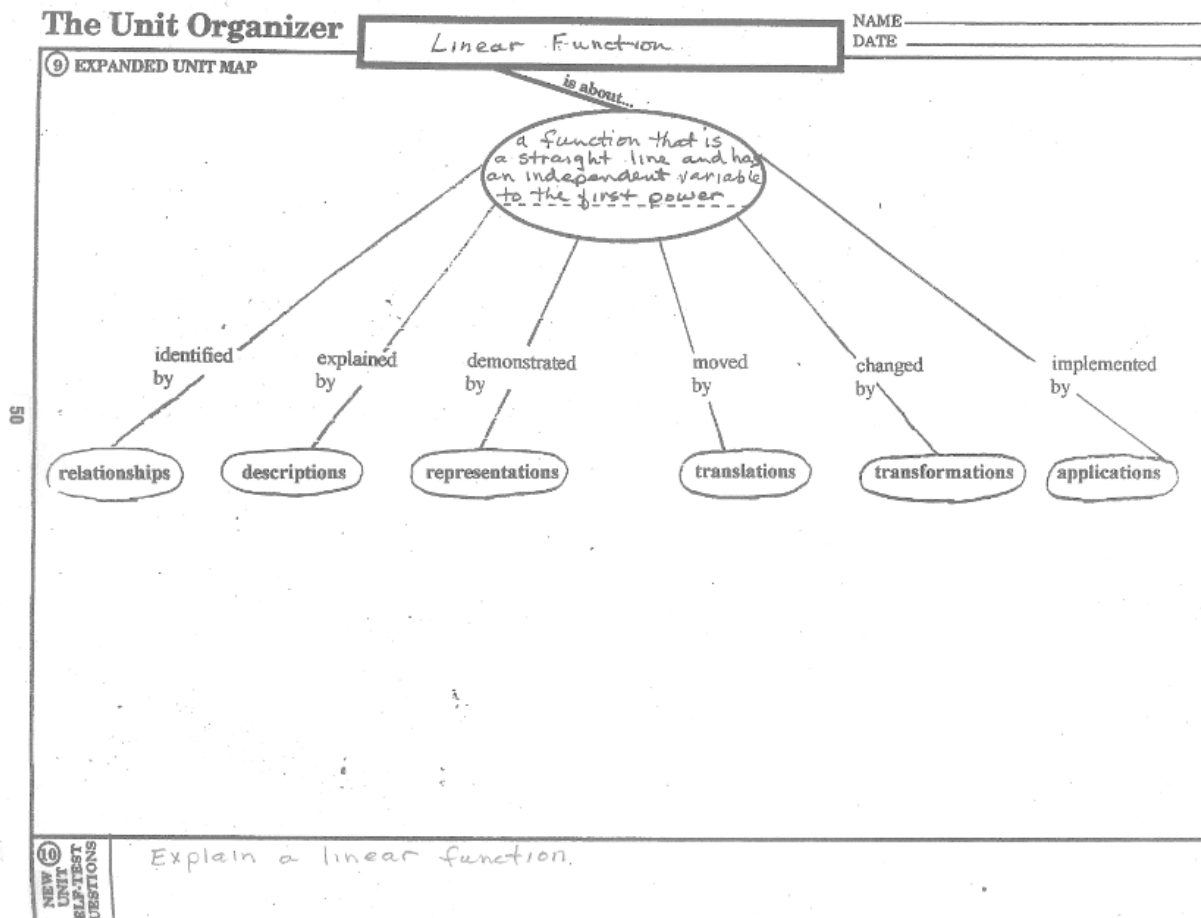 The Unit Organizer
Linear Function
NAME
DATE
9 EXPANDED UNIT MAP
is about...
a function that is
a straight line and has
an independent variable
to the first power
identified
by
explained
by
demonstrated
by
moved
by
changed
by
implemented
by
relationships
descriptions
representations
translations
transformations
applications
50
10
NEW
UNIT
ELF-TEST
UESTIONS
Explain a linear function.